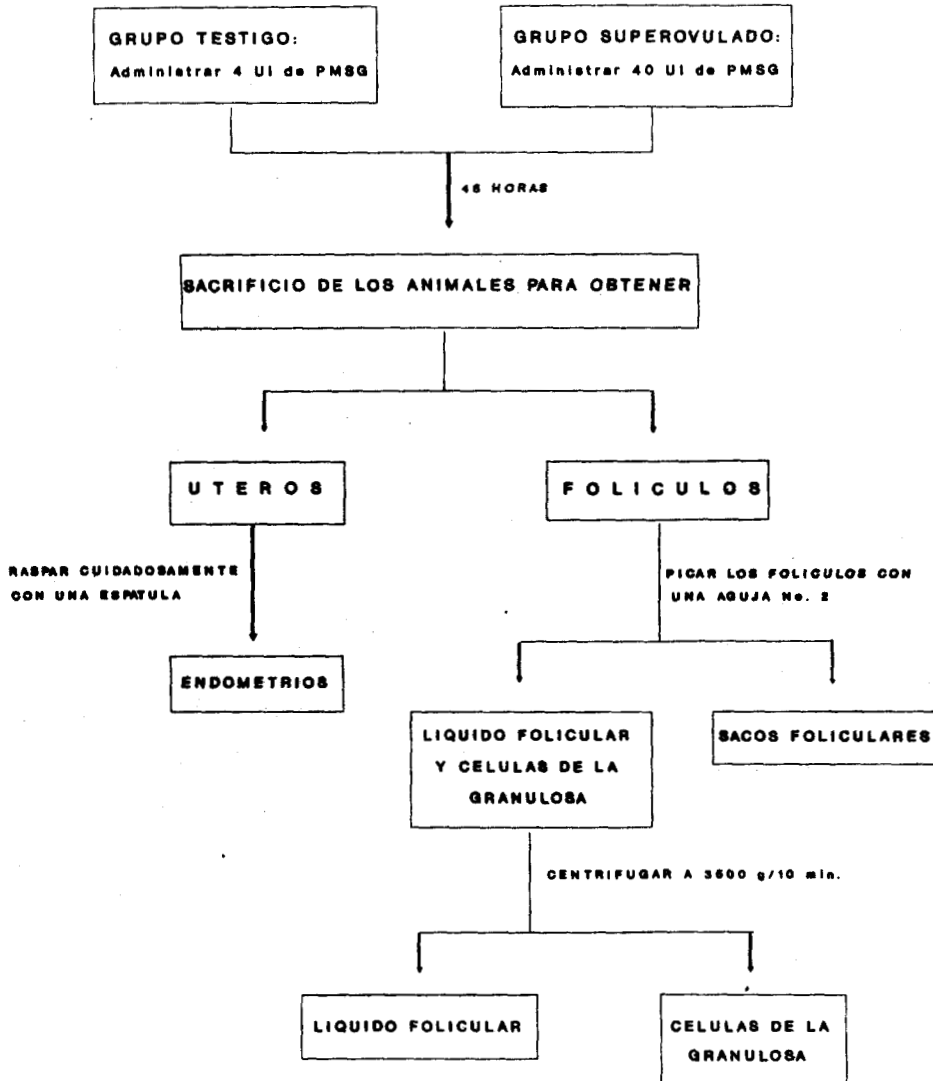 GRUPO TESTIGO:
Administrar 4 UI de PMSG
GRUPO SUPEROVULADO:
Administrar 40 UI de PMSG
48 HORAS
SACRIFICIO DE LOS ANIMALES PARA OBTENER
UTEROS
FOLICULOS
RASPAR CUIDADOSAMENTE
CON UNA ESPATULA
PICAR LOS FOLICULOS CON
UNA AGUJA No. 2
ENDOMETRIOS
LIQUIDO FOLICULAR
Y CELULAS DE LA
GRANULOSA
SACOS FOLICULARES
CENTRIFUGAR A 3500 g/10 min.
LIQUIDO FOLICULAR
CELULAS DE LA
GRANULOSA